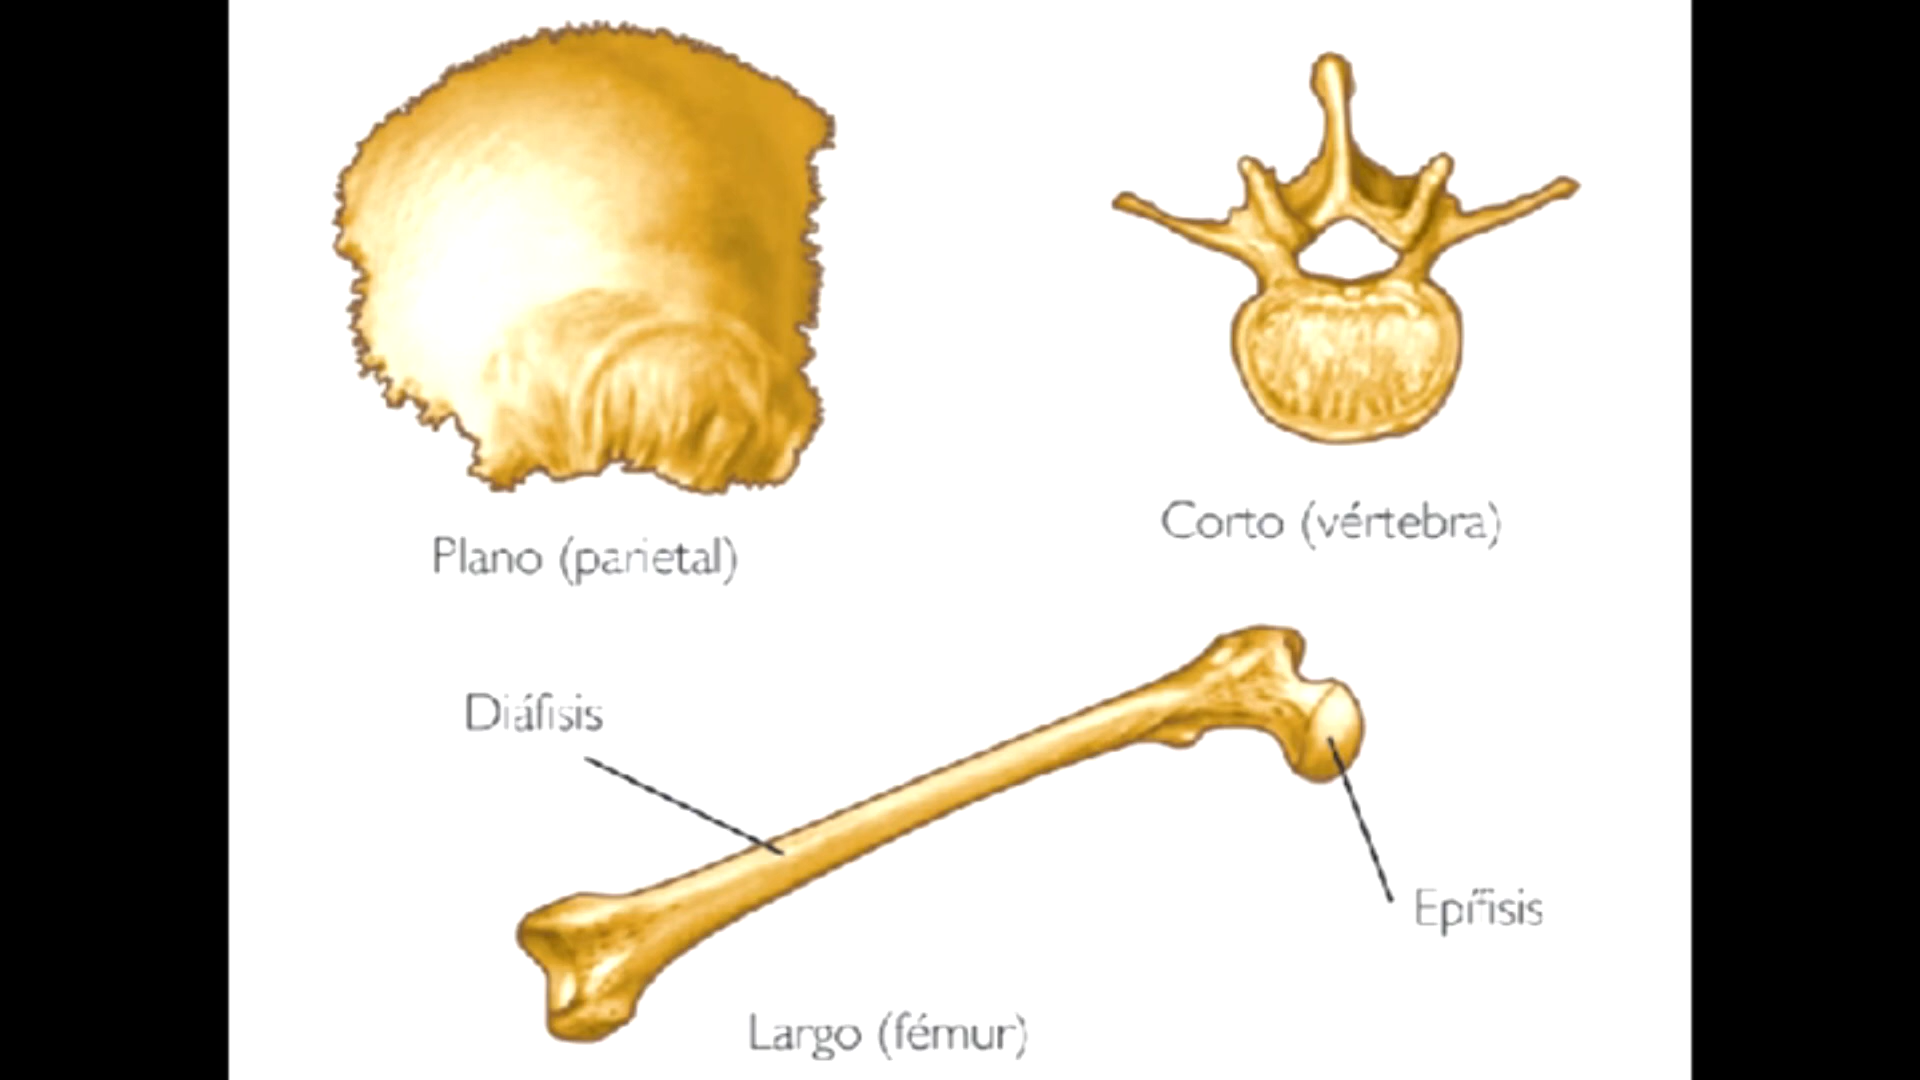 Corto (vértebra)
Plano (parietal)
Diáfisis
Epífisis
Largo (fémur)